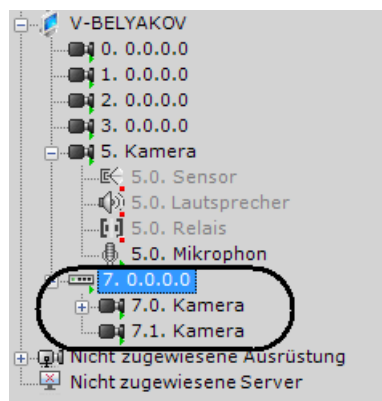 V-BELYAKOV
0. 0.0.0.0
1. 0.0.0.0
2. 0.0.0.0
3. 0.0.0.0
5. Kamera
5.0. Sensor
5.0. Lautsprecher
5.0. Relais
5.0. Mikrophon
7. 0.0.0.0
7.0. Kamera
7.1. Kamera
Nicht zugewiesene Ausrüstung
Nicht zugewiesene Server